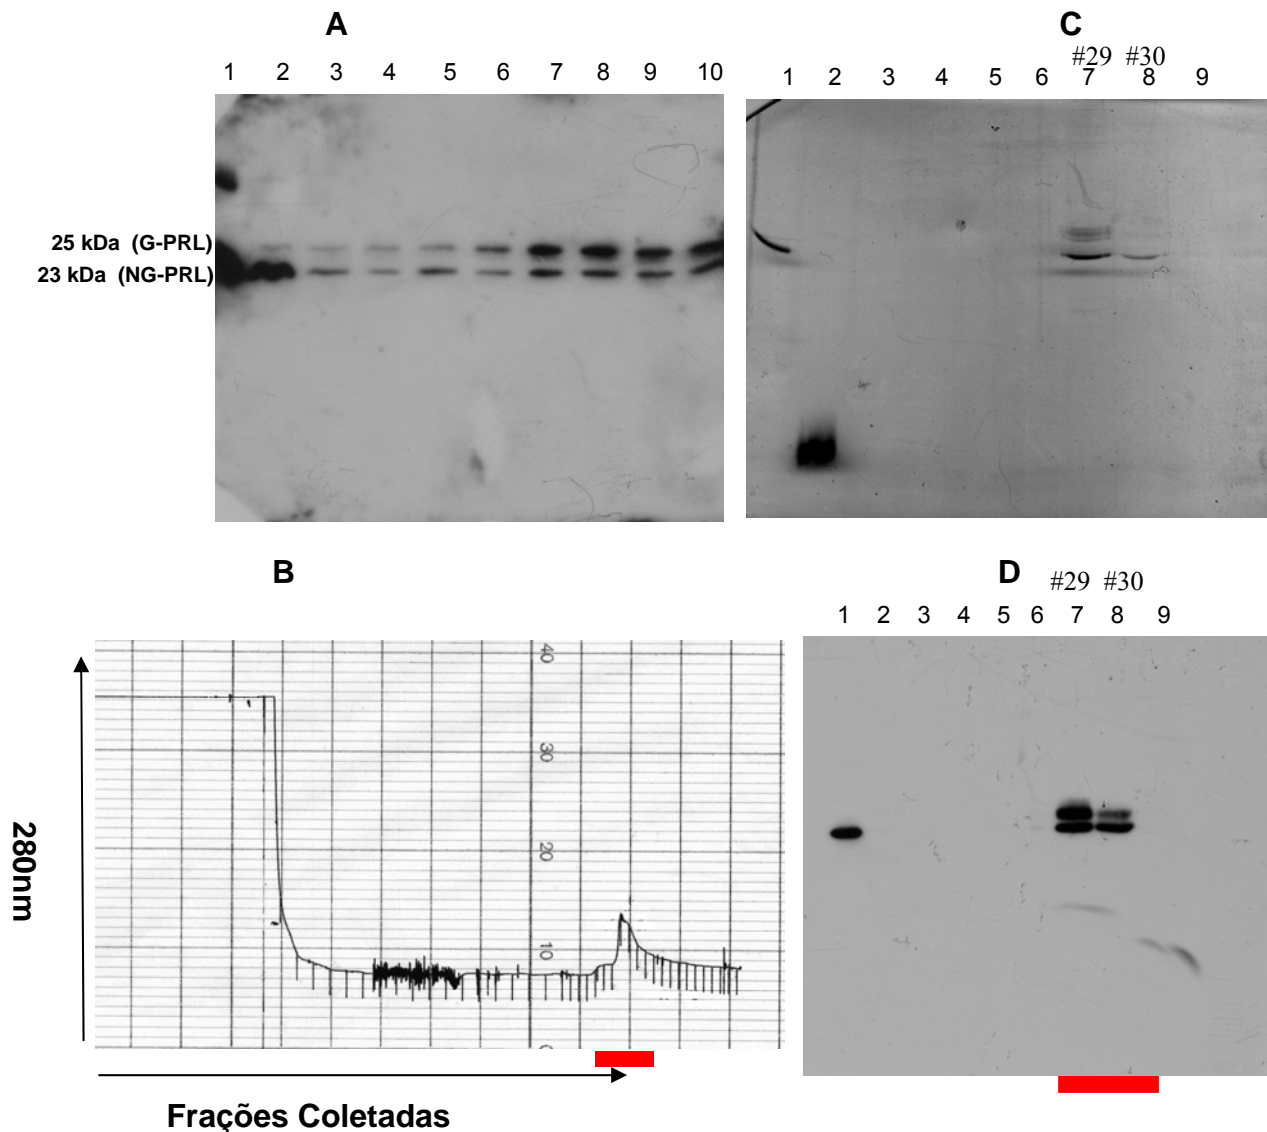 A
1 2 3 4 5 6 7 8 9 10
25 kDa (G-PRL)
23 kDa (NG-PRL)
C
#29 #30
1 2 3 4 5 6 7 8 9
B
280nm
40
30
20
10
0
Frações Coletadas
D
#29 #30
1 2 3 4 5 6 7 8 9